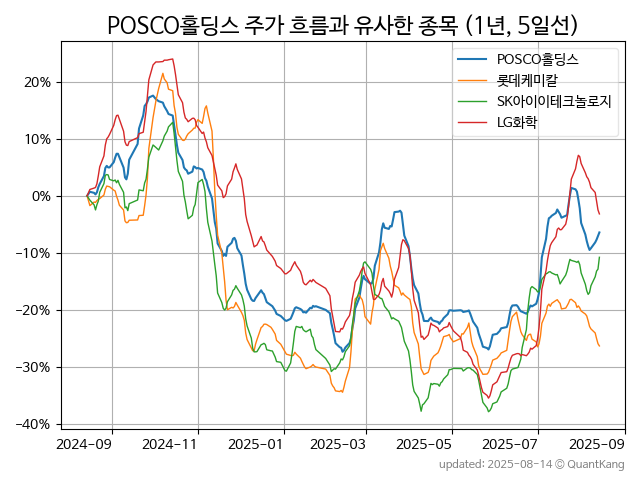 POSCO홀딩스 주가 흐름과 유사한 종목 (1년, 5일선)
POSCO홀딩스
롯데케미칼
SK아이이테크놀로지
LG화학
20%
10%
0%
−10%
−20%
−30%
−40%
2024-09
2024-11
2025-01
2025-03
2025-05
2025-07
2025-09
updated: 2025-08-14 © QuantKang